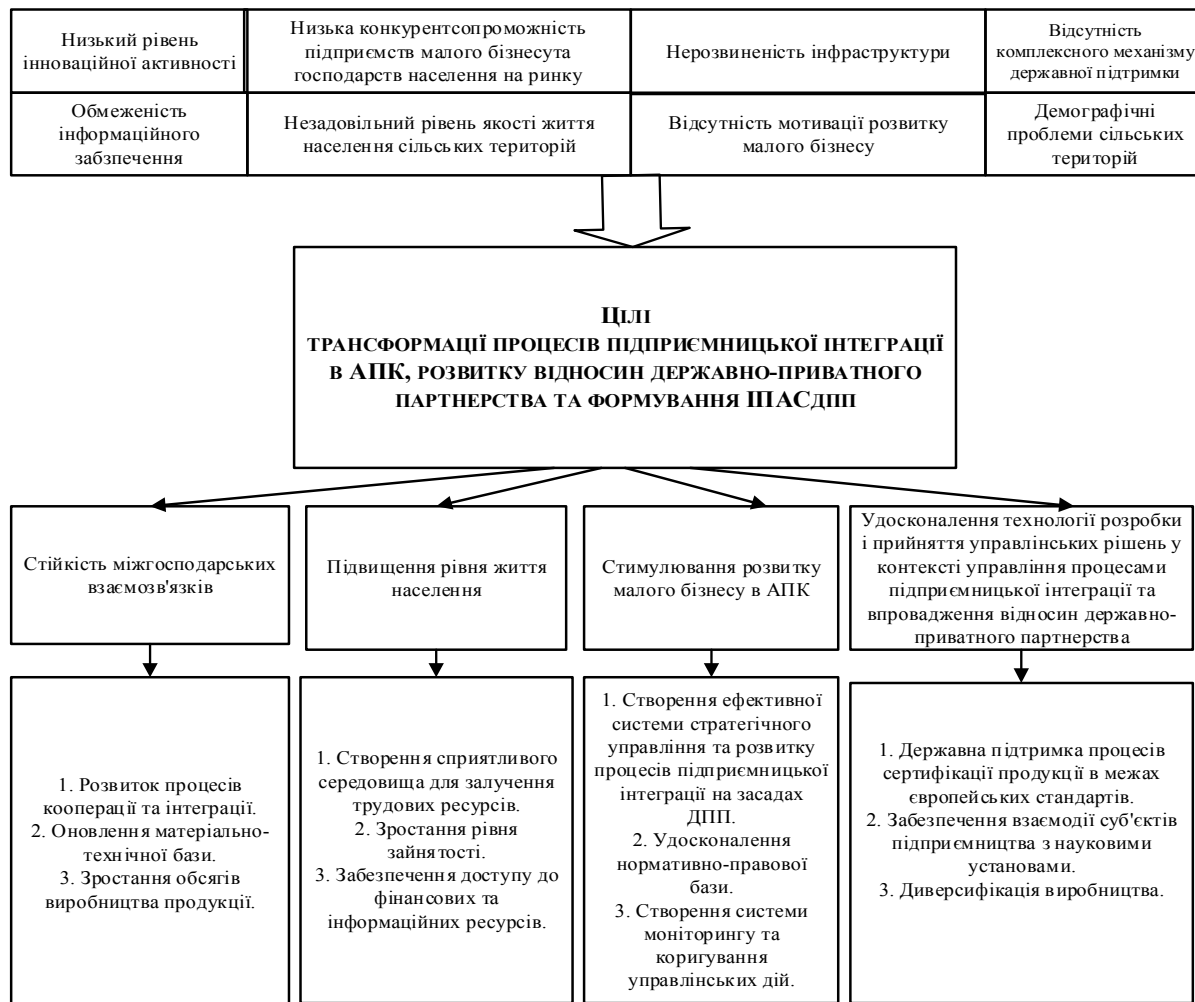 Низький рівень
інноваційної активності
Низька конкурентсопроможність
підприємств малого бізнесута
господарств населення на ринку
Нерозвиненість інфраструктури
Відсутність
комплексного механізму
державної підтримки
Обмеженість
інформаційного
забзпечення
Незадовільний рівень якості життя
населення сільських територій
Відсутність мотивації розвитку
малого бізнесу
Демографічні
проблеми сільських
територій
Цілі
трансформації процесів підприємницької інтеграції
в АПК, розвитку відносин державно-приватного
партнерства та формування ІПАСдпп
Стійкість міжгосподарських
взаємозв'язків
Підвищення рівня життя
населення
Стимулювання розвитку
малого бізнесу в АПК
Удосконалення технології розробки
і прийняття управлінських рішень у
контексті управління процесами
підприємницької інтеграції та
впровадження відносин державно-
приватного партнерства
1. Розвиток процесів
кооперації та інтеграції.
2. Оновлення матеріально-
технічної бази.
3. Зростання обсягів
виробництва продукції.
1. Створення сприятливого
середовища для залучення
трудових ресурсів.
2. Зростання рівня
зайнятості.
3. Забезпечення доступу до
фінансових та
інформаційних ресурсів.
1. Створення ефективної
системи стратегічного
управління та розвитку
процесів підприємницької
інтеграції на засадах
ДПП.
2. Удосконалення
нормативно-правової
бази.
3. Створення системи
моніторингу та
коригування
управлінських дій.
1. Державна підтримка процесів
сертифікації продукції в межах
європейських стандартів.
2. Забезпечення взаємодії суб'єктів
підприємництва з науковими
установами.
3. Диверсифікація виробництва.